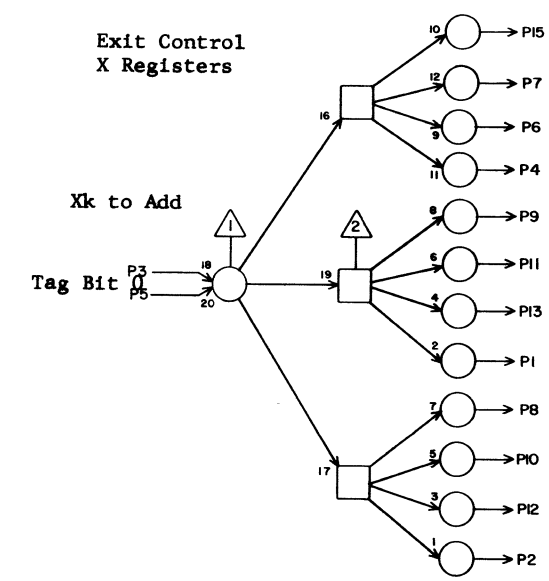 Exit Control
X Registers
10
P15
12
P7
16
9
P6
11
P4
Xk to Add
1
2
8
P9
P3
18
6
P11
Tag Bit 0
19
P5
20
4
P13
2
P1
7
P8
17
5
P10
3
P12
1
P2